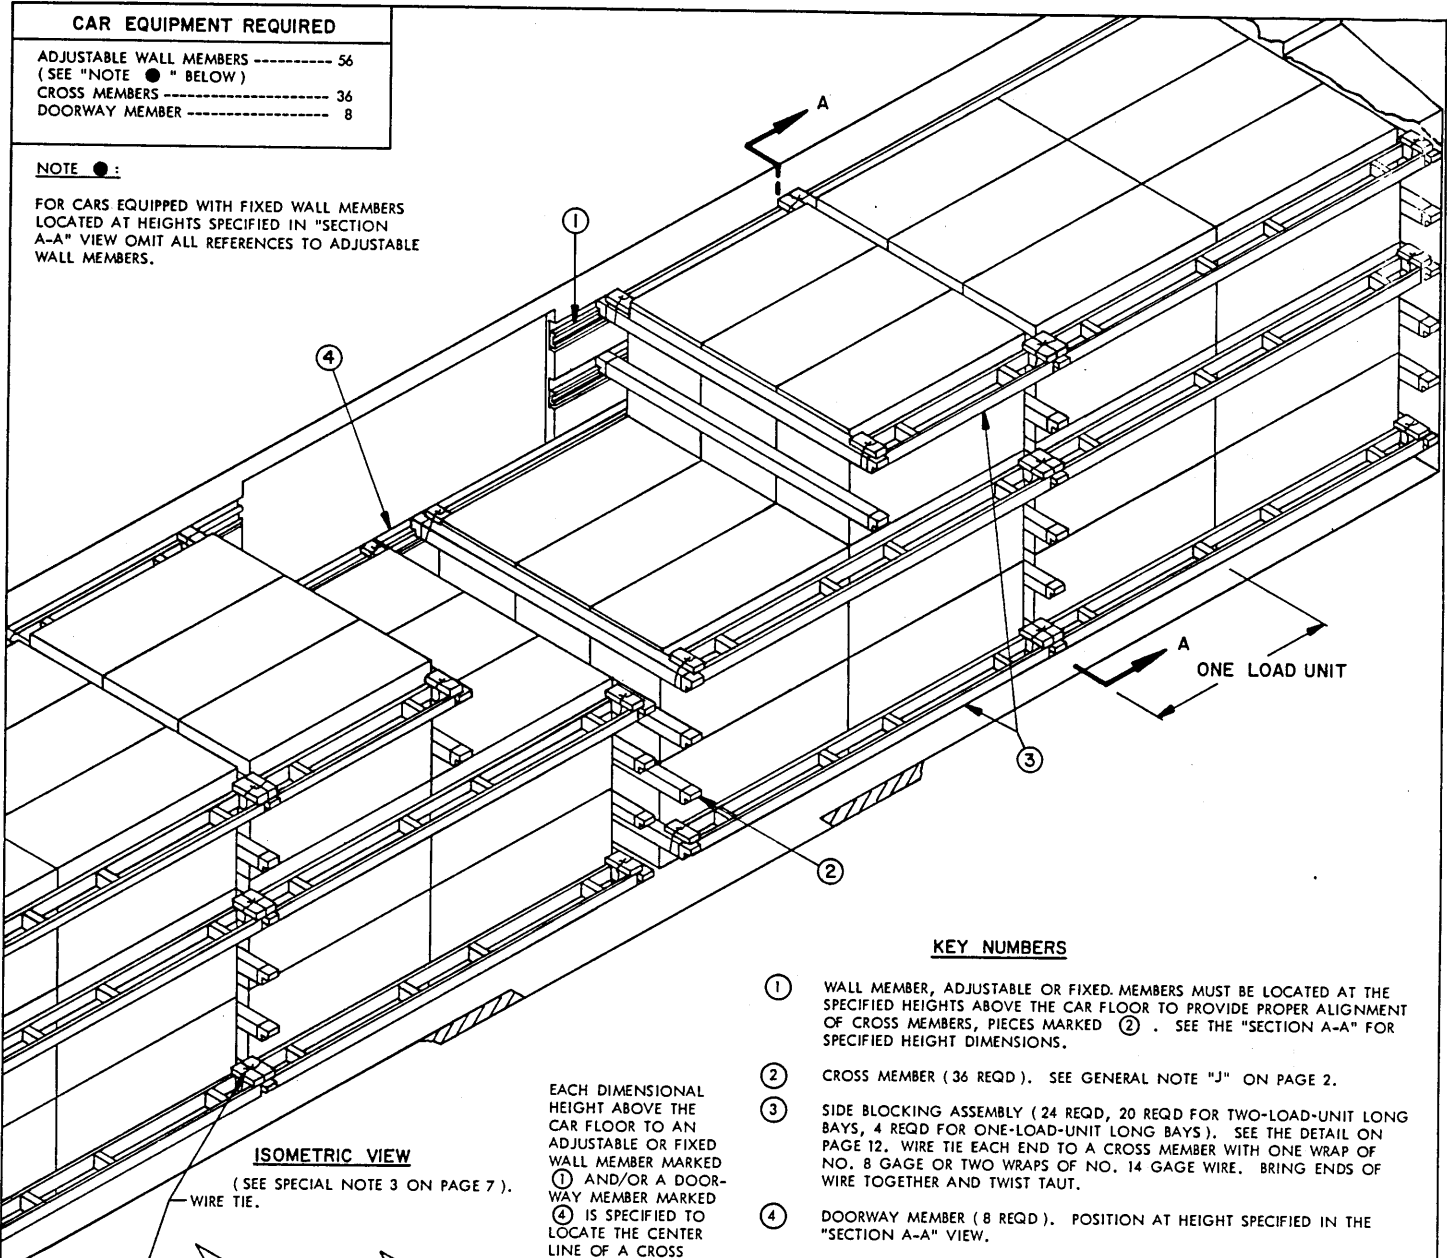 CAR EQUIPMENT REQUIRED
ADJUSTABLE WALL MEMBERS ---------- 56
(SEE "NOTE ● " BELOW)
CROSS MEMBERS --------------------- 36
DOORWAY MEMBER ------------------ 8
NOTE ● :
FOR CARS EQUIPPED WITH FIXED WALL MEMBERS
LOCATED AT HEIGHTS SPECIFIED IN "SECTION
A-A" VIEW OMIT ALL REFERENCES TO ADJUSTABLE
WALL MEMBERS.
A
1
4
A
ONE LOAD UNIT
3
2
KEY NUMBERS
① WALL MEMBER, ADJUSTABLE OR FIXED. MEMBERS MUST BE LOCATED AT THE
SPECIFIED HEIGHTS ABOVE THE CAR FLOOR TO PROVIDE PROPER ALIGNMENT
OF CROSS MEMBERS, PIECES MARKED ② . SEE THE "SECTION A-A" FOR
SPECIFIED HEIGHT DIMENSIONS.
② CROSS MEMBER (36 REQD). SEE GENERAL NOTE "J" ON PAGE 2.
③ SIDE BLOCKING ASSEMBLY (24 REQD, 20 REQD FOR TWO-LOAD-UNIT LONG
BAYS, 4 REQD FOR ONE-LOAD-UNIT LONG BAYS). SEE THE DETAIL ON
PAGE 12. WIRE TIE EACH END TO A CROSS MEMBER WITH ONE WRAP OF
NO. 8 GAGE OR TWO WRAPS OF NO. 14 GAGE WIRE. BRING ENDS OF
WIRE TOGETHER AND TWIST TAUT.
④ DOORWAY MEMBER (8 REQD). POSITION AT HEIGHT SPECIFIED IN THE
"SECTION A-A" VIEW.
EACH DIMENSIONAL
HEIGHT ABOVE THE
CAR FLOOR TO AN
ADJUSTABLE OR FIXED
WALL MEMBER MARKED
① AND/OR A DOOR-
WAY MEMBER MARKED
④ IS SPECIFIED TO
LOCATE THE CENTER
LINE OF A CROSS
ISOMETRIC VIEW
(SEE SPECIAL NOTE 3 ON PAGE 7).
WIRE TIE.